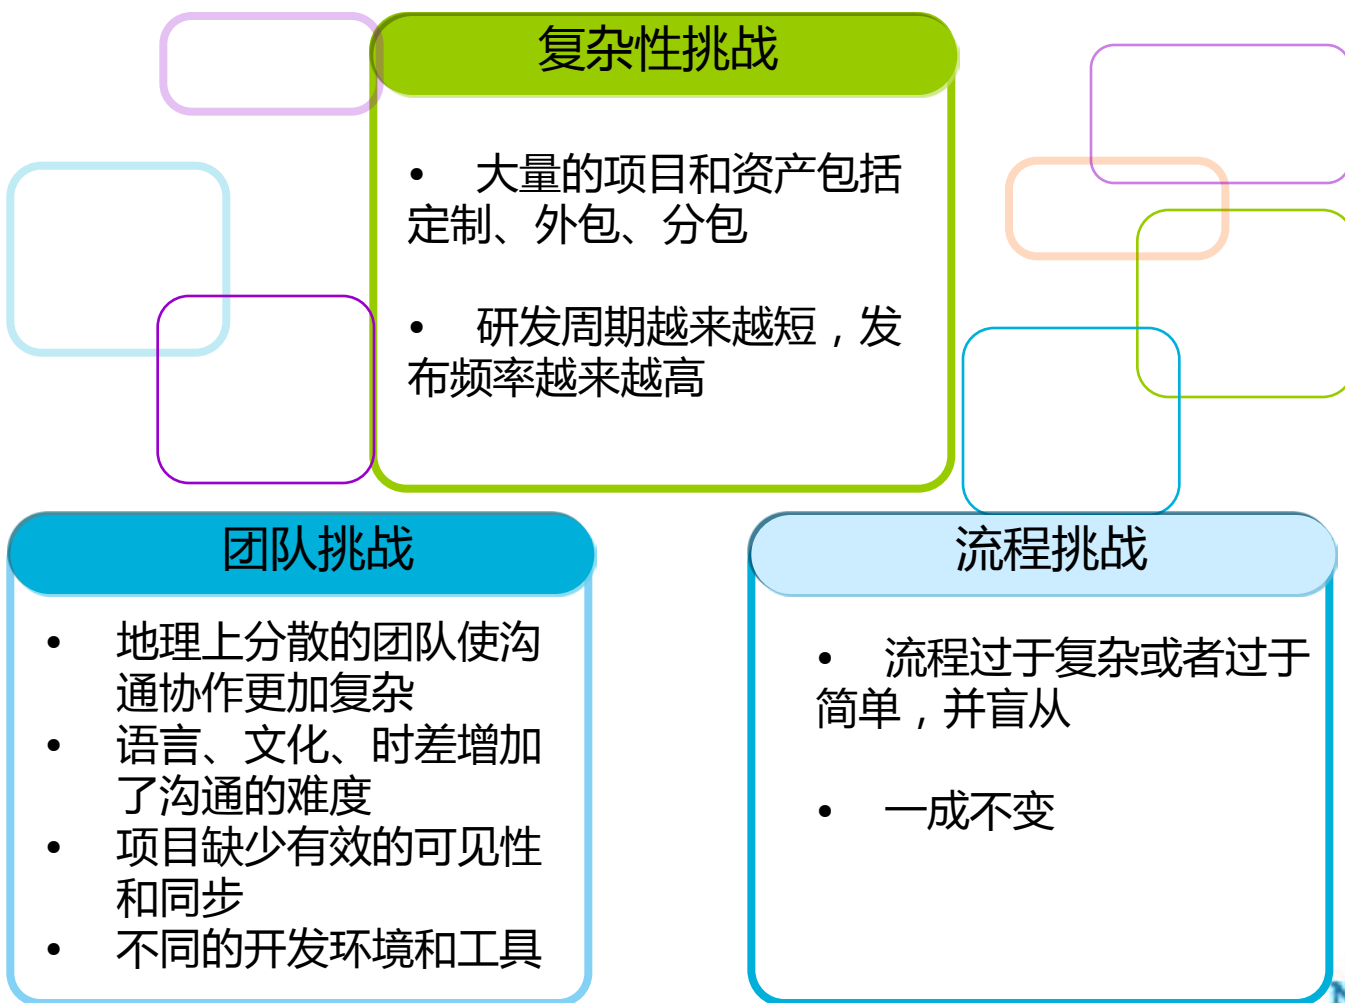 复杂性挑战
• 大量的项目和资产包括
定制、外包、分包
• 研发周期越来越短，发
布频率越来越高
团队挑战
• 地理上分散的团队使沟
通协作更加复杂
• 语言、文化、时差增加
了沟通的难度
• 项目缺少有效的可见性
和同步
• 不同的开发环境和工具
流程挑战
• 流程过于复杂或者过于
简单，并盲从
• 一成不变